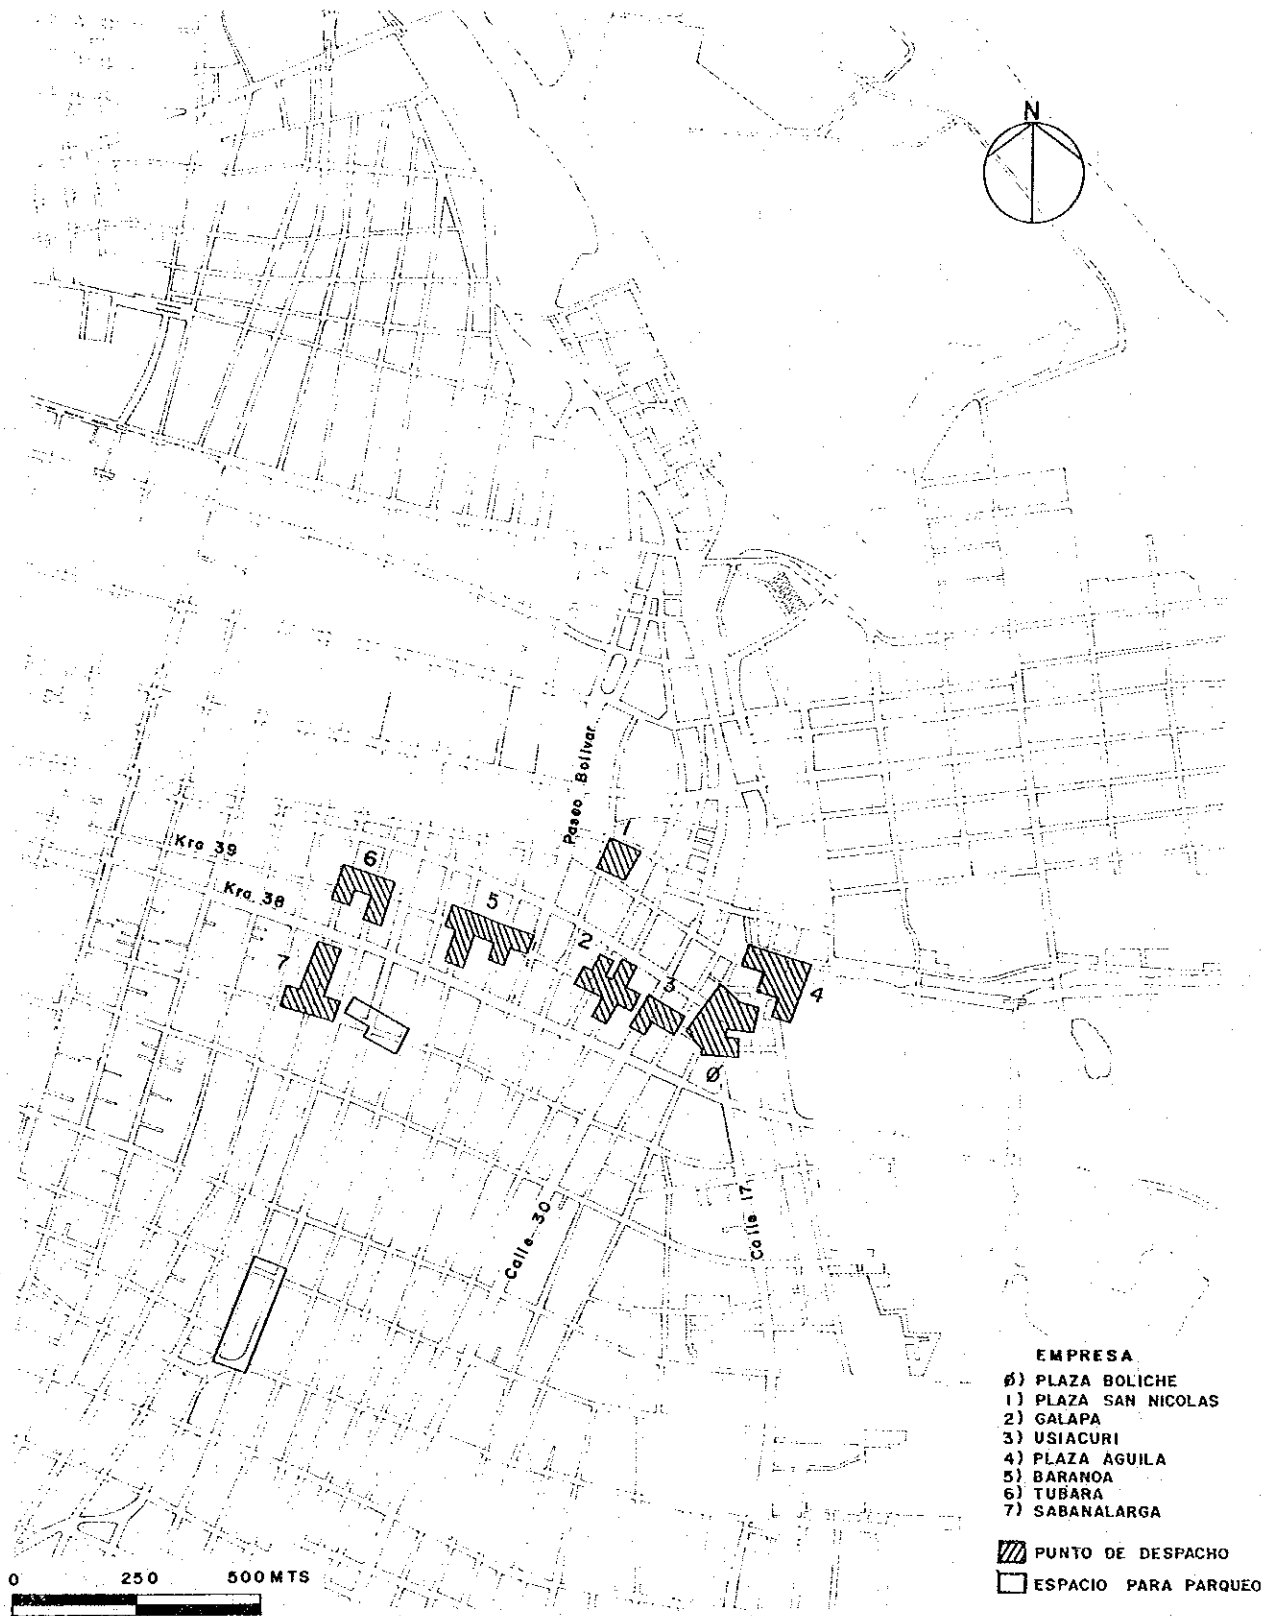 N
Paseo Bolivar
1
Kra 39
6
Kra. 38
5
2
7
3
4
Ø
Calle 17
Calle 30
EMPRESA
Ø) PLAZA BOLICHE
1) PLAZA SAN NICOLAS
2) GALAPA
3) USIACURI
4) PLAZA AGUILA
5) BARANOA
6) TUBARA
7) SABANALARGA
PUNTO DE DESPACHO
ESPACIO PARA PARQUEO
0 250 500 MTS